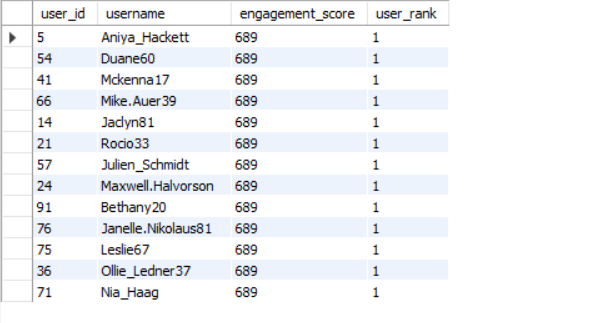 user_id username engagement_score user_rank
5 Aniya_Hackett 689 1
54 Duane60 689 1
41 Mckenna17 689 1
66 Mike.Auer39 689 1
14 Jaclyn81 689 1
21 Rocio33 689 1
57 Julien_Schmidt 689 1
24 Maxwell.Halvorson 689 1
91 Bethany20 689 1
76 Janelle.Nikolaus81 689 1
75 Leslie67 689 1
36 Ollie_Ledner37 689 1
71 Nia_Haag 689 1